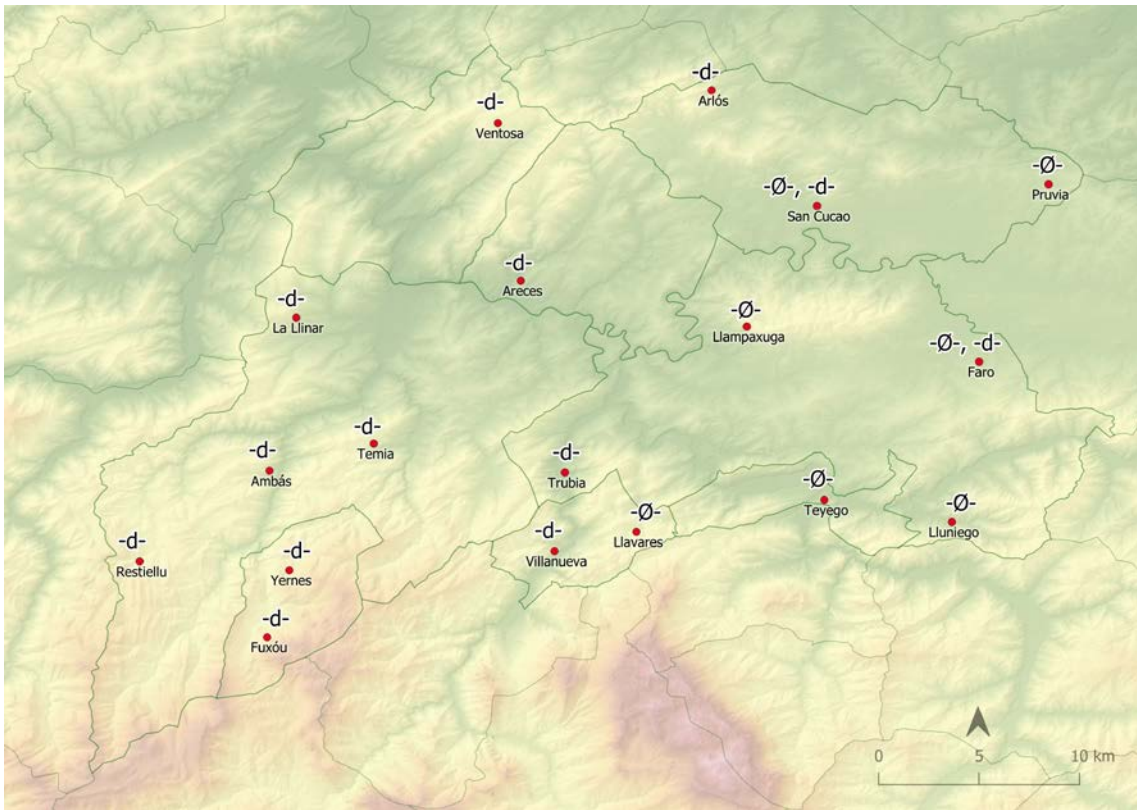 -d-
Arlós
-d-
Ventosa
-Ø-
Pruvia
-Ø-, -d-
San Cucao
-d-
Areces
-d-
La Llinar
-Ø-
Llampaxuga
-Ø-, -d-
Faro
-d-
Temia
-d-
Ambás
-d-
Trubia
-Ø-
Teyego
-Ø-
Lluniego
-Ø-
Llavares
-d-
Villanueva
-d-
Restiellu
-d-
Yernes
-d-
Fuxóu
0 5 10 km